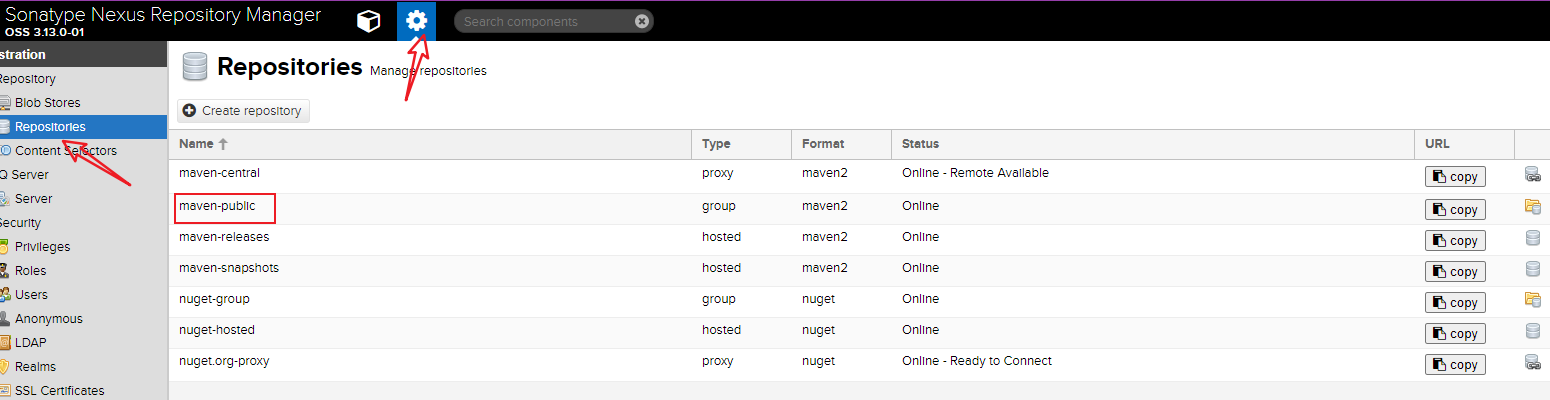 Sonatype Nexus Repository Manager
OSS 3.13.0-01
Search components
stration
Repository
Blob Stores
Repositories
Content Selectors
Q Server
Server
Security
Privileges
Roles
Users
Anonymous
LDAP
Realms
SSL Certificates
Repositories Manage repositories
Create repository
Name Type Format Status URL
maven-central proxy maven2 Online - Remote Available copy
maven-public group maven2 Online copy
maven-releases hosted maven2 Online copy
maven-snapshots hosted maven2 Online copy
nuget-group group nuget Online copy
nuget-hosted hosted nuget Online copy
nuget.org-proxy proxy nuget Online - Ready to Connect copy